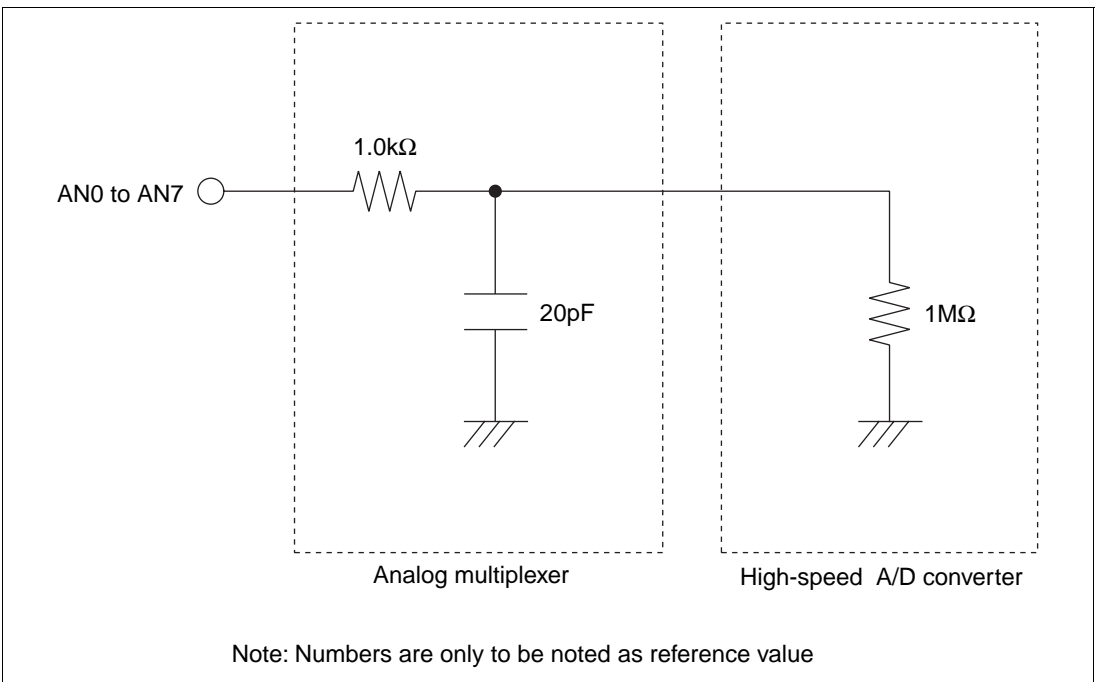 1.0kΩ
AN0 to AN7
20pF
1MΩ
Analog multiplexer
High-speed A/D converter
Note: Numbers are only to be noted as reference value